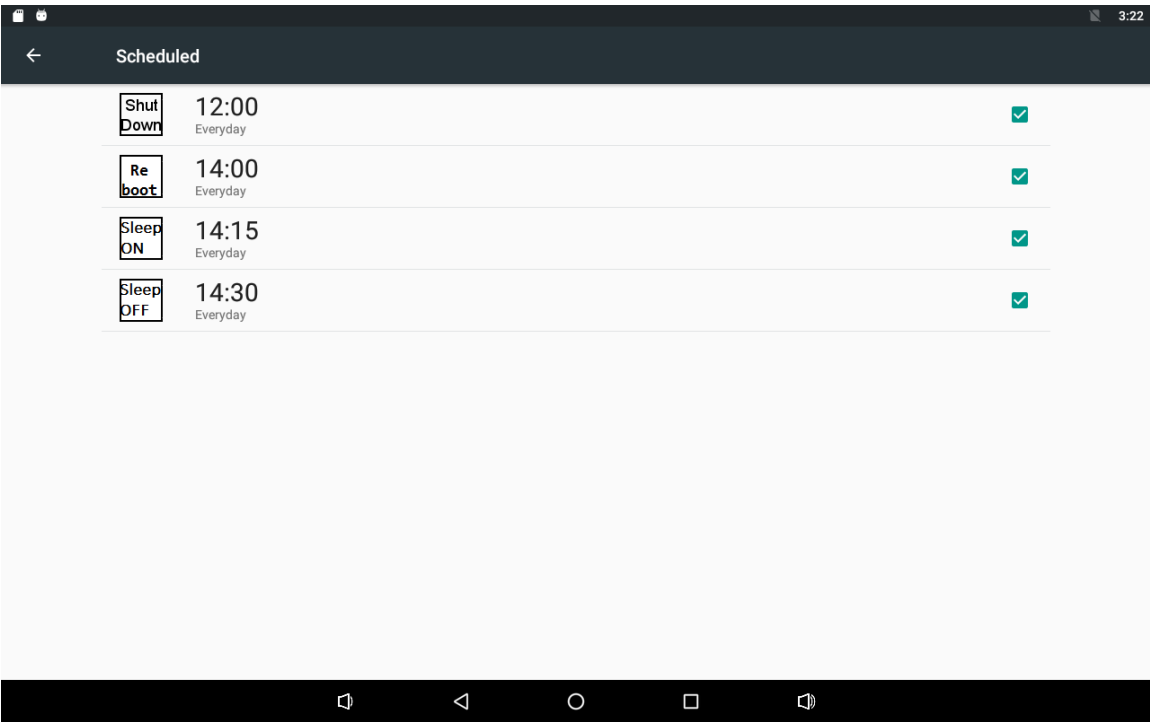 3:22
Scheduled
Shut
Down
12:00
Everyday
Re
boot
14:00
Everyday
Sleep
ON
14:15
Everyday
Sleep
OFF
14:30
Everyday